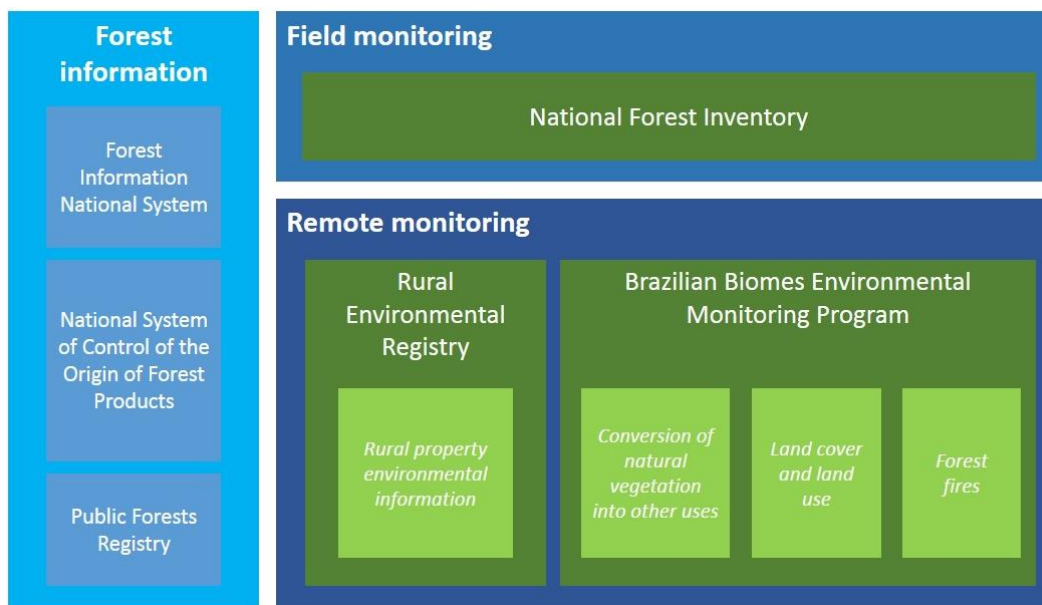 Forest
information
Forest
Information
National System
National System
of Control of the
Origin of Forest
Products
Public Forests
Registry
Field monitoring
National Forest Inventory
Remote monitoring
Rural
Environmental
Registry
Rural property
environmental
information
Brazilian Biomes Environmental
Monitoring Program
Conversion of
natural
vegetation
into other uses
Land cover
and land
use
Forest
fires